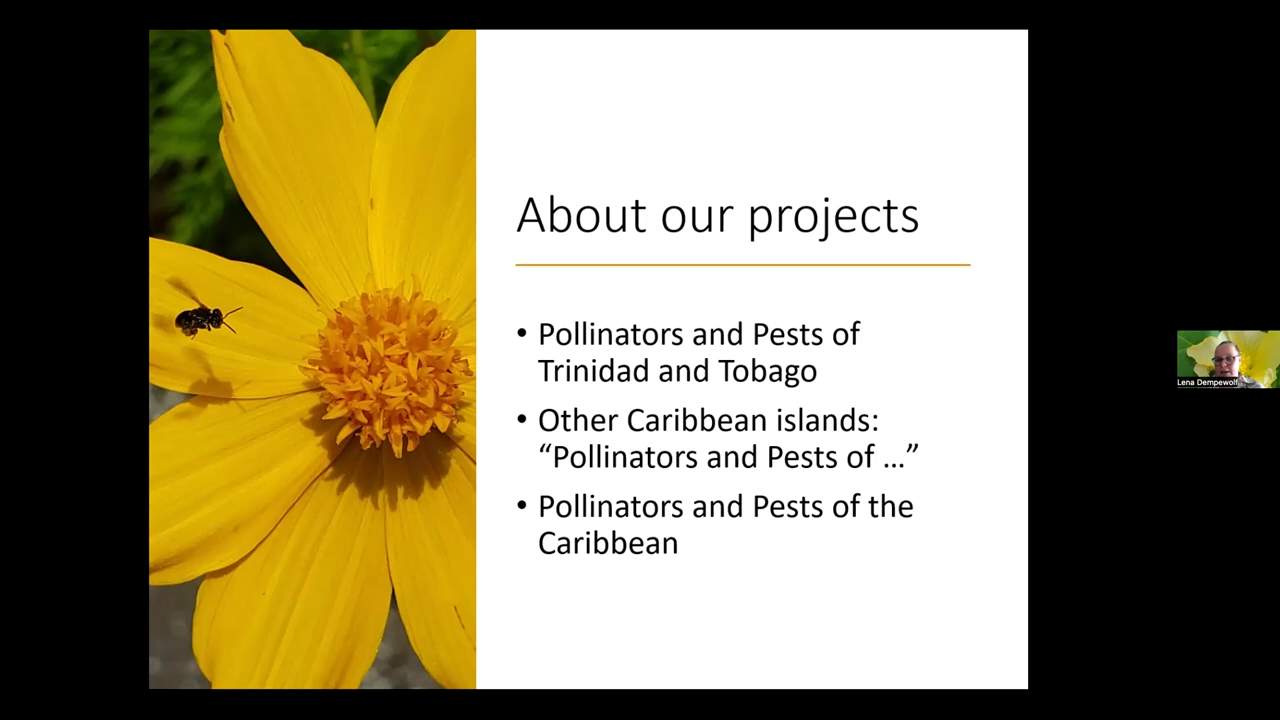 About our projects
• Pollinators and Pests of
Trinidad and Tobago
• Other Caribbean islands:
“Pollinators and Pests of …”
• Pollinators and Pests of the
Caribbean
Lena Dempewolf